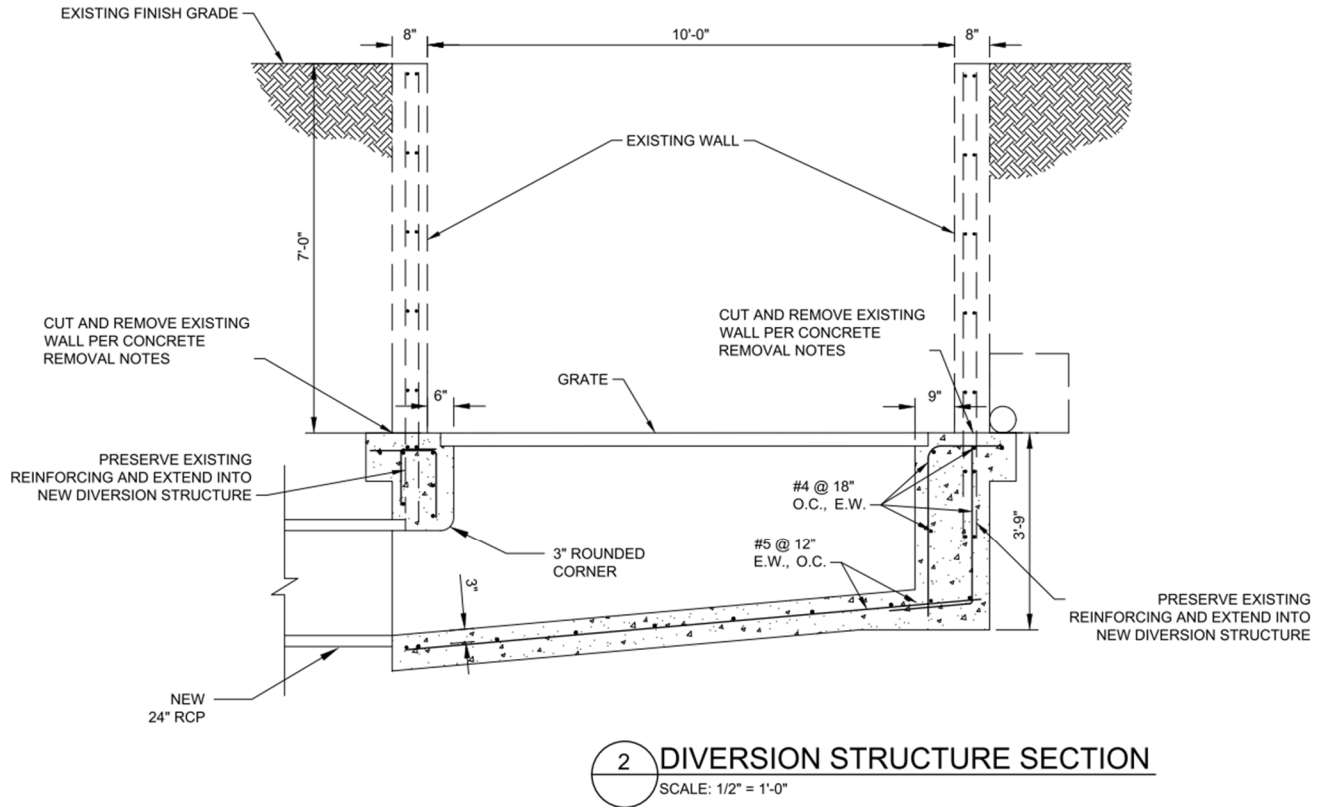 EXISTING FINISH GRADE
8"
10'-0"
8"
EXISTING WALL
7'-0"
CUT AND REMOVE EXISTING
WALL PER CONCRETE
REMOVAL NOTES
CUT AND REMOVE EXISTING
WALL PER CONCRETE
REMOVAL NOTES
GRATE
6"
9"
PRESERVE EXISTING
REINFORCING AND EXTEND INTO
NEW DIVERSION STRUCTURE
#4 @ 18"
O.C., E.W.
3'-9"
#5 @ 12"
E.W., O.C.
3" ROUNDED
CORNER
3"
PRESERVE EXISTING
REINFORCING AND EXTEND INTO
NEW DIVERSION STRUCTURE
NEW
24" RCP
2
DIVERSION STRUCTURE SECTION
SCALE: 1/2" = 1'-0"